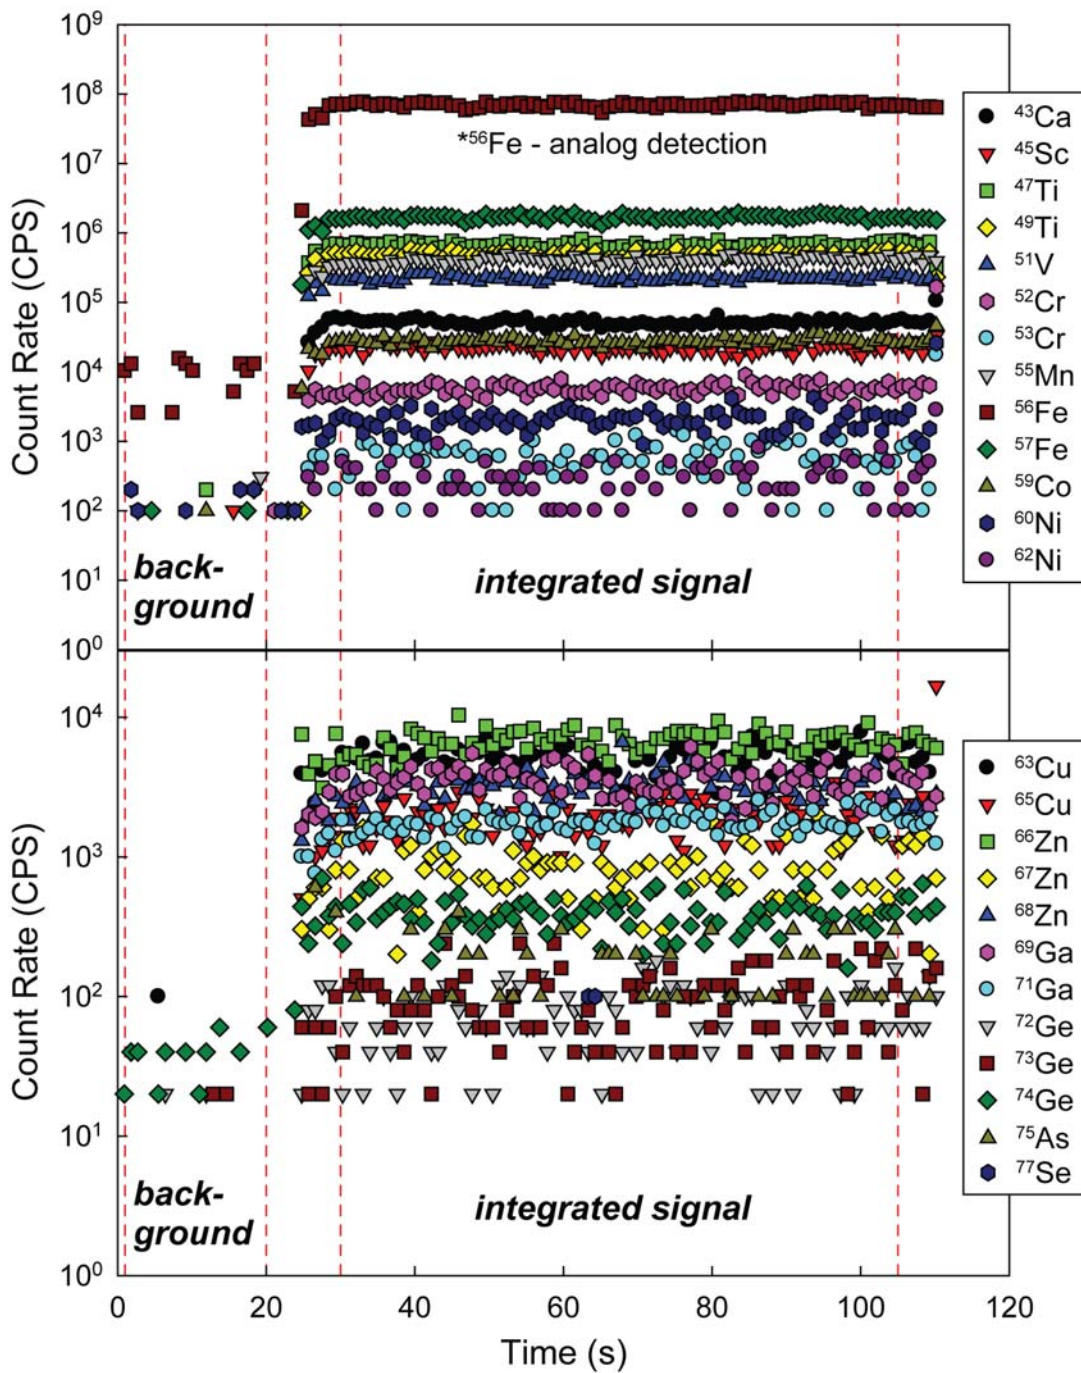 10⁹
10⁸
10⁷
10⁶
10⁵
10⁴
10³
10²
10¹
10⁰
Count Rate (CPS)
*⁵⁶Fe - analog detection
back-
ground
integrated signal
⁴³Ca
⁴⁵Sc
⁴⁷Ti
⁴⁹Ti
⁵¹V
⁵²Cr
⁵³Cr
⁵⁵Mn
⁵⁶Fe
⁵⁷Fe
⁵⁹Co
⁶⁰Ni
⁶²Ni
10⁴
10³
10²
10¹
10⁰
Count Rate (CPS)
back-
ground
integrated signal
⁶³Cu
⁶⁵Cu
⁶⁶Zn
⁶⁷Zn
⁶⁸Zn
⁶⁹Ga
⁷¹Ga
⁷²Ge
⁷³Ge
⁷⁴Ge
⁷⁵As
⁷⁷Se
0 20 40 60 80 100 120
Time (s)